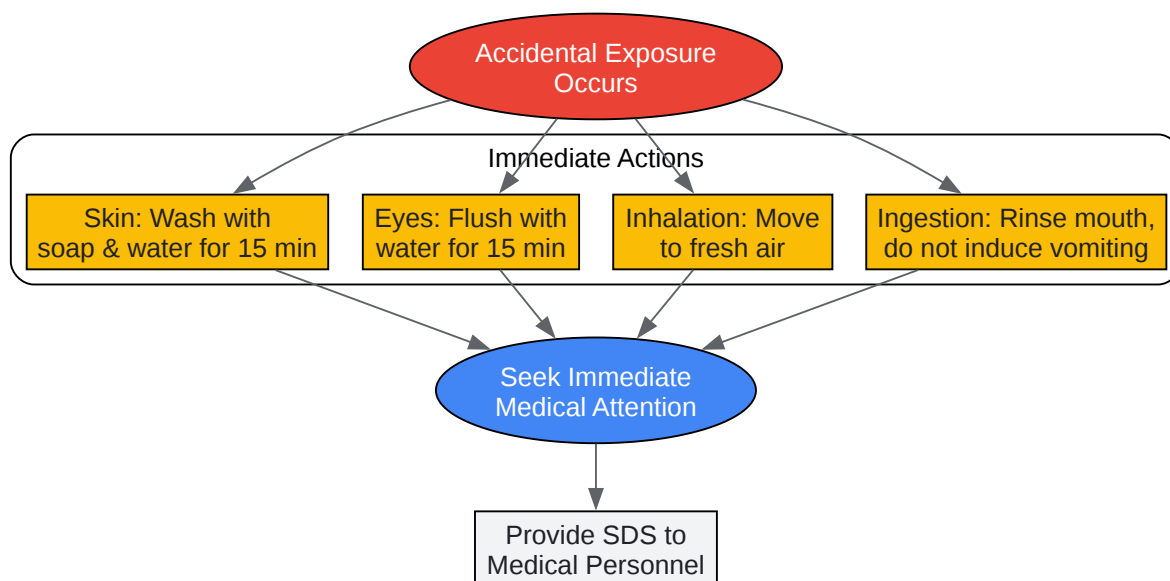 Accidental Exposure
Occurs
Immediate Actions
Skin: Wash with
soap & water for 15 min
Eyes: Flush with
water for 15 min
Inhalation: Move
to fresh air
Ingestion: Rinse mouth,
do not induce vomiting
Seek Immediate
Medical Attention
Provide SDS to
Medical Personnel